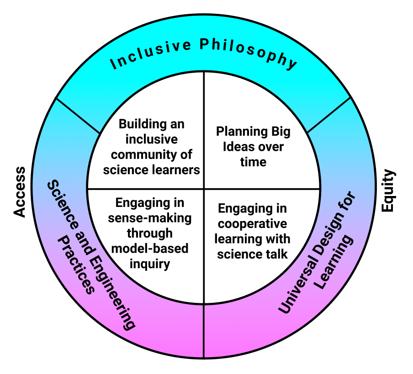 Inclusive Philosophy
Building an
inclusive
community of
science learners
Planning Big
Ideas over
time
Engaging in
sense-making
through
model-based
inquiry
Engaging in
cooperative
learning with
science talk
Access
Science and Engineering
Practices
Universal Design for
Learning
Equity